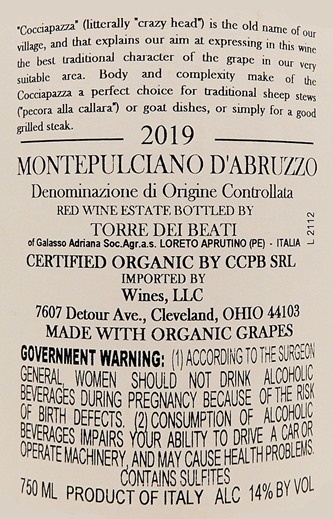 "Cocciapazza" (litterally "crazy head") is the old name of our
village, and that explains our aim at expressing in this wine
the best traditional character of the grape in our very
suitable area. Body and complexity make of the
Cocciapazza a perfect choice for traditional sheep stews
("pecora alla callara") or goat dishes, or simply for a good
grilled steak.
2019
MONTEPULCIANO D'ABRUZZO
Denominazione di Origine Controllata
RED WINE ESTATE BOTTLED BY
TORRE DEI BEATI
of Galasso Adriana Soc.Agr.a.s. LORETO APRUTINO (PE) - ITALIA
L 2112
CERTIFIED ORGANIC BY CCPB SRL
IMPORTED BY
Wines, LLC
7607 Detour Ave., Cleveland, OHIO 44103
MADE WITH ORGANIC GRAPES
GOVERNMENT WARNING: (1) ACCORDING TO THE SURGEON
GENERAL, WOMEN SHOULD NOT DRINK ALCOHOLIC
BEVERAGES DURING PREGNANCY BECAUSE OF THE RISK
OF BIRTH DEFECTS. (2) CONSUMPTION OF ALCOHOLIC
BEVERAGES IMPAIRS YOUR ABILITY TO DRIVE A CAR OR
OPERATE MACHINERY, AND MAY CAUSE HEALTH PROBLEMS.
CONTAINS SULFITES
750 ML PRODUCT OF ITALY ALC 14% BY VOL